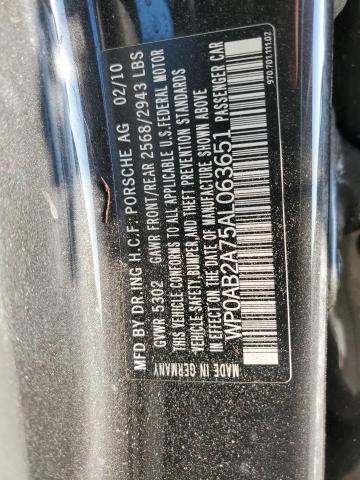 MFD BY DR.ING H.C.F. PORSCHE AG 02/10
GVWR 5302 GAWR FRONT/REAR 2568/2943 LBS
THIS VEHICLE CONFORMS TO ALL APPLICABLE U.S.FEDERAL MOTOR
VEHICLE SAFETY,BUMPER,AND THEFT PREVENTION STANDARDS
IN EFFECT ON THE DATE OF MANUFACTURE SHOWN ABOVE
WP0AB2A75AL063651 PASSENGER CAR
MADE IN GERMANY
970.701.111.02